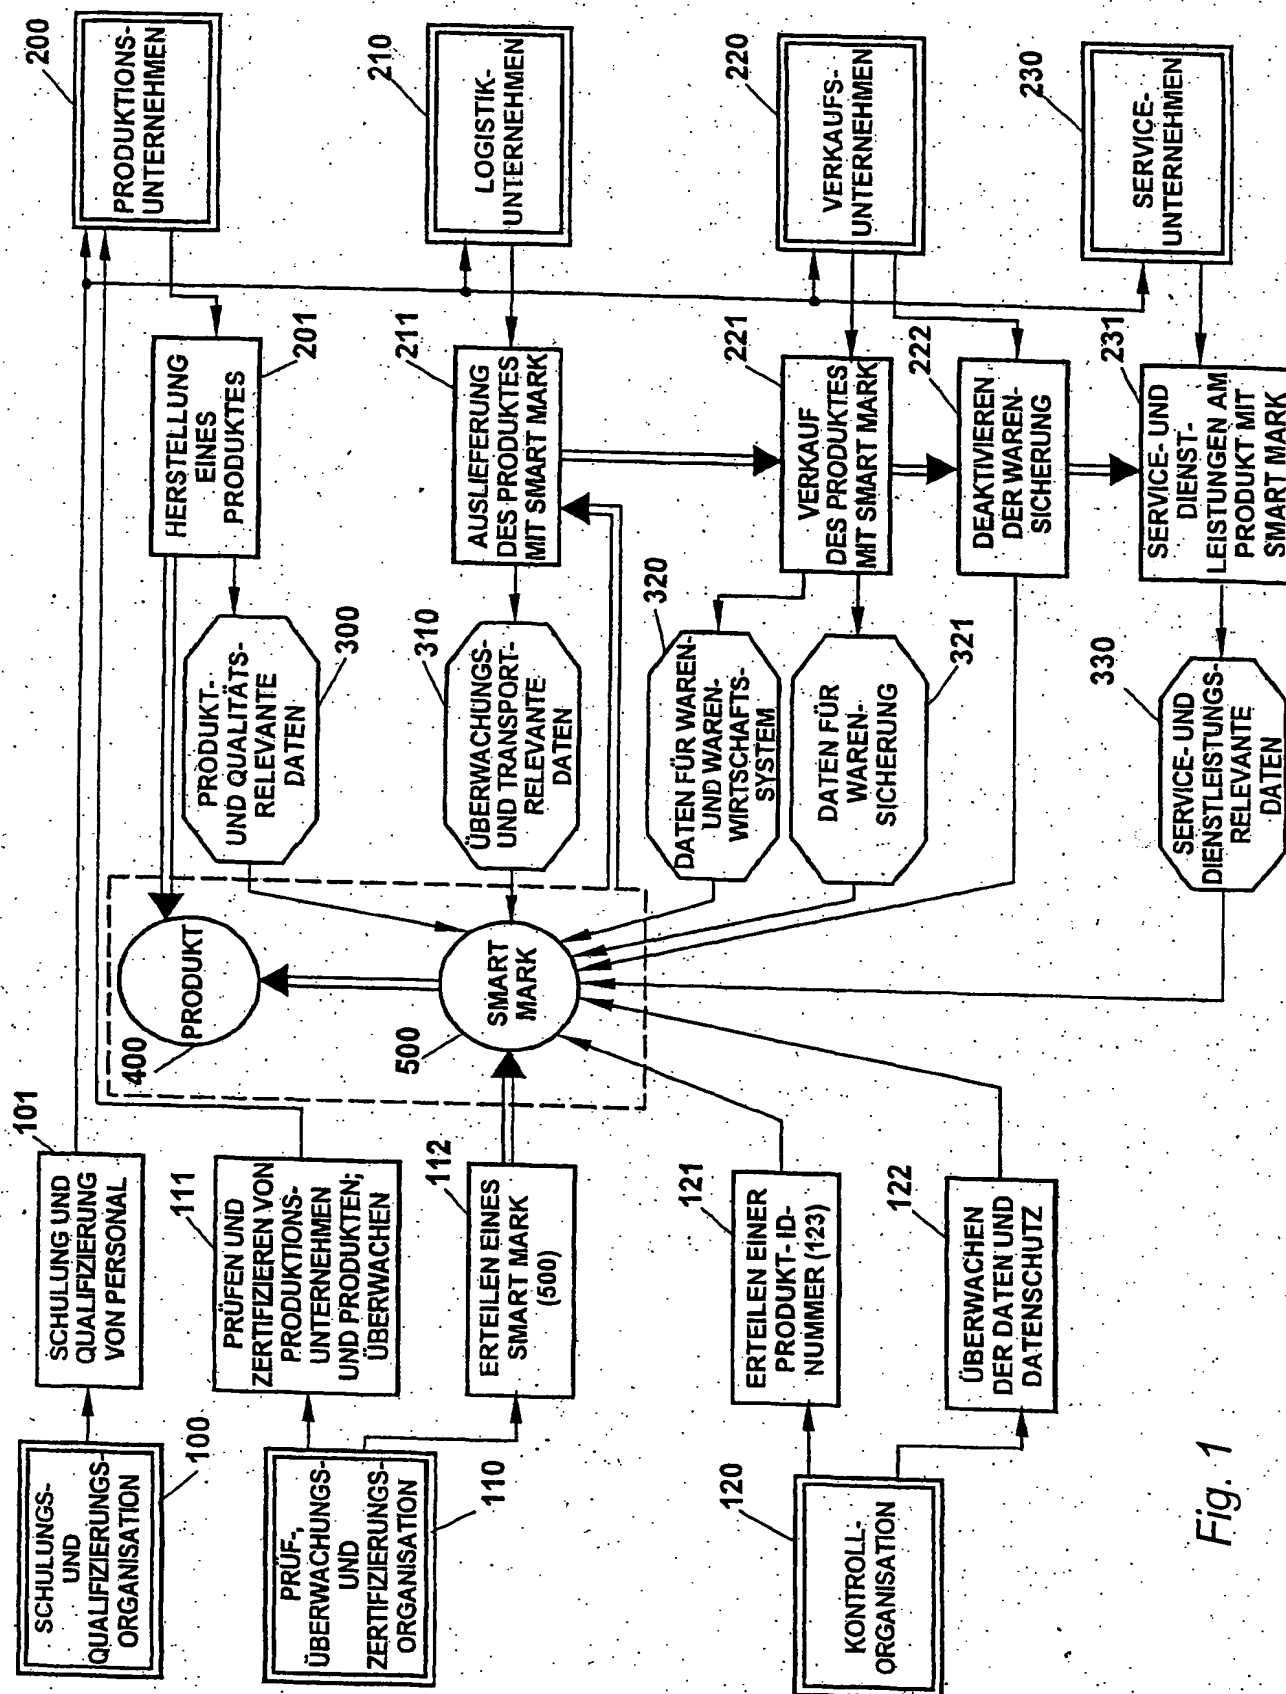 SCHULUNGS-
UND
QUALIFIZIERUNGS-
ORGANISATION
100
SCHULUNG UND
QUALIFIZIERUNG
VON PERSONAL
101
PRODUKTIONS-
UNTERNEHMEN
200
PRÜF-,
ÜBERWACHUNGS-
UND
ZERTIFIZIERUNGS-
ORGANISATION
110
PRÜFEN UND
ZERTIFIZIEREN VON
PRODUKTIONS-
UNTERNEHMEN
UND PRODUKTEN;
ÜBERWACHEN
111
ERTEILEN EINES
SMART MARK
(500)
112
PRODUKT
400
SMART
MARK
500
HERSTELLUNG
EINES
PRODUKTES
201
PRODUKT-
UND QUALITÄTS-
RELEVANTE
DATEN
300
LOGISTIK-
UNTERNEHMEN
210
AUSLIEFERUNG
DES PRODUKTES
MIT SMART MARK
211
ÜBERWACHUNGS-
UND TRANSPORT-
RELEVANTE
DATEN
310
KONTROLL-
ORGANISATION
120
ERTEILEN EINER
PRODUKT-ID-
NUMMER (123)
121
ÜBERWACHEN
DER DATEN UND
DATENSCHUTZ
122
DATEN FÜR WAREN-
UND WAREN-
WIRTSCHAFTS-
SYSTEM
320
DATEN FÜR
WAREN-
SICHERUNG
321
VERKAUF
DES PRODUKTES
MIT SMART MARK
221
VERKAUFS-
UNTERNEHMEN
220
DEAKTIVIEREN
DER WAREN-
SICHERUNG
222
SERVICE- UND
DIENST-
LEISTUNGEN AM
PRODUKT MIT
SMART MARK
231
SERVICE-
UNTERNEHMEN
230
SERVICE- UND
DIENSTLEISTUNGS-
RELEVANTE
DATEN
330
Fig. 1